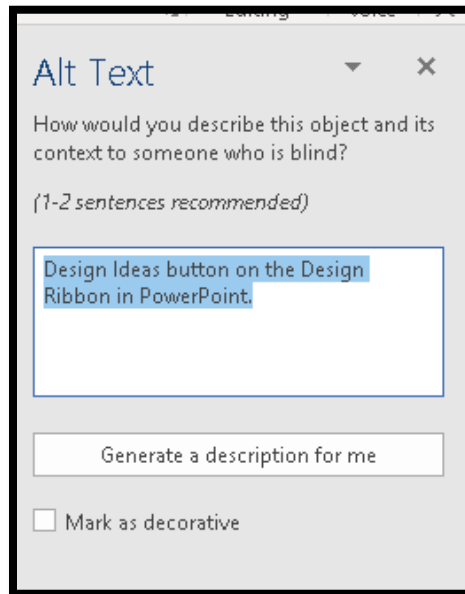 Alt Text
How would you describe this object and its
context to someone who is blind?
(1-2 sentences recommended)
Design Ideas button on the Design
Ribbon in PowerPoint.
Generate a description for me
Mark as decorative